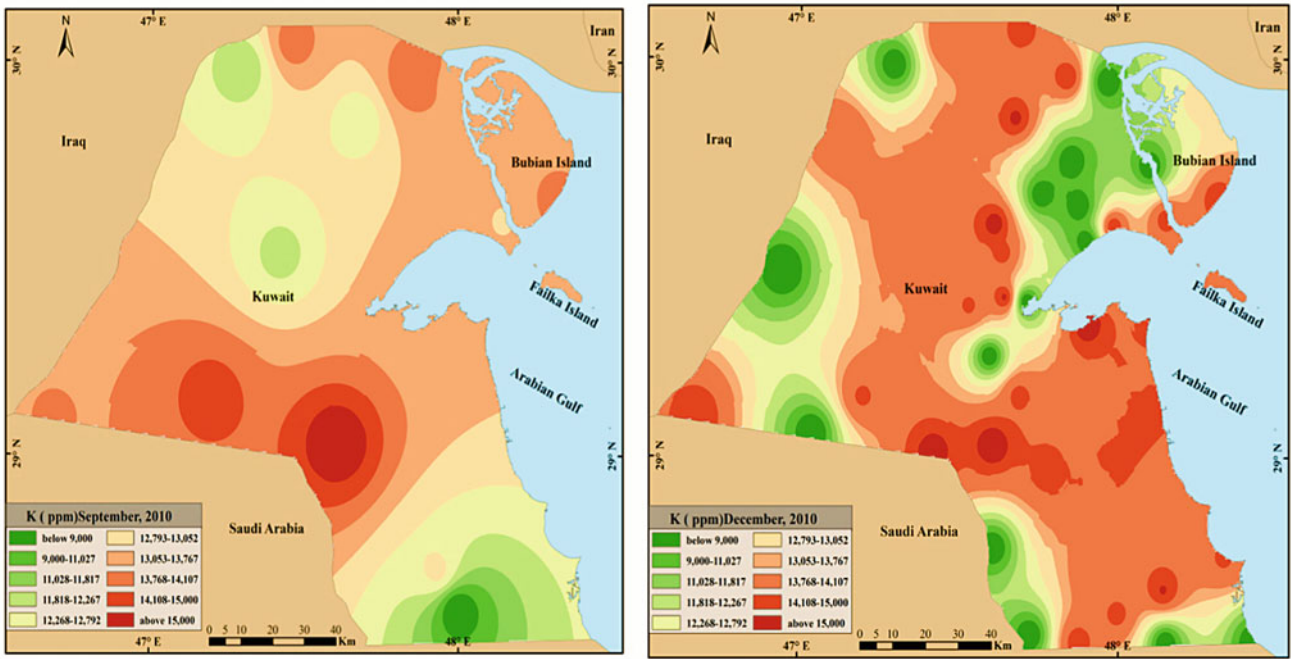 N
47° E
48° E
Iran
30° N
30° N
Iraq
Bubian Island
Kuwait
Failka Island
Arabian Gulf
29° N
29° N
Saudi Arabia
K ( ppm)September, 2010
below 9,000
12,793-13,052
9,000-11,027
13,053-13,767
11,028-11,817
13,768-14,107
11,818-12,267
14,108-15,000
12,268-12,792
above 15,000
0 5 10 20 30 40
Km
47° E
48° E
N
47° E
48° E
Iran
30° N
30° N
Iraq
Bubian Island
Kuwait
Failka Island
Arabian Gulf
29° N
29° N
Saudi Arabia
K ( ppm)December, 2010
below 9,000
12,793-13,052
9,000-11,027
13,053-13,767
11,028-11,817
13,768-14,107
11,818-12,267
14,108-15,000
12,268-12,792
above 15,000
0 5 10 20 30 40
Km
47° E
48° E